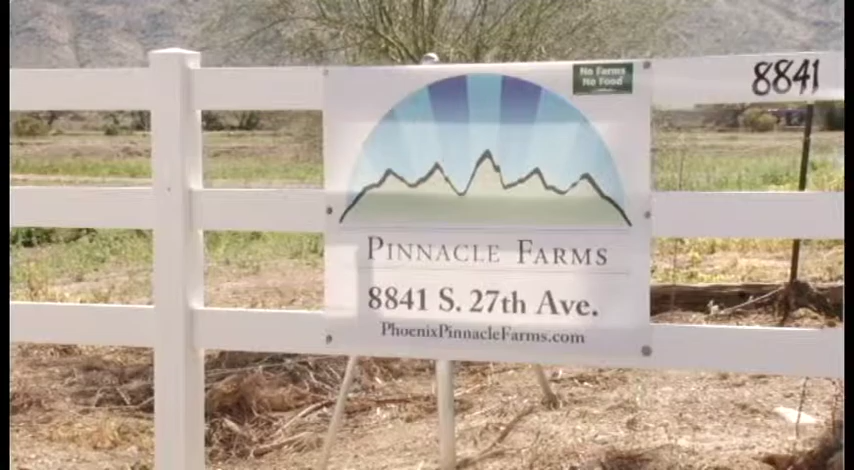 No Farms
No Food
8841
PINNACLE FARMS
8841 S. 27th Ave.
PhoenixPinnacleFarms.com